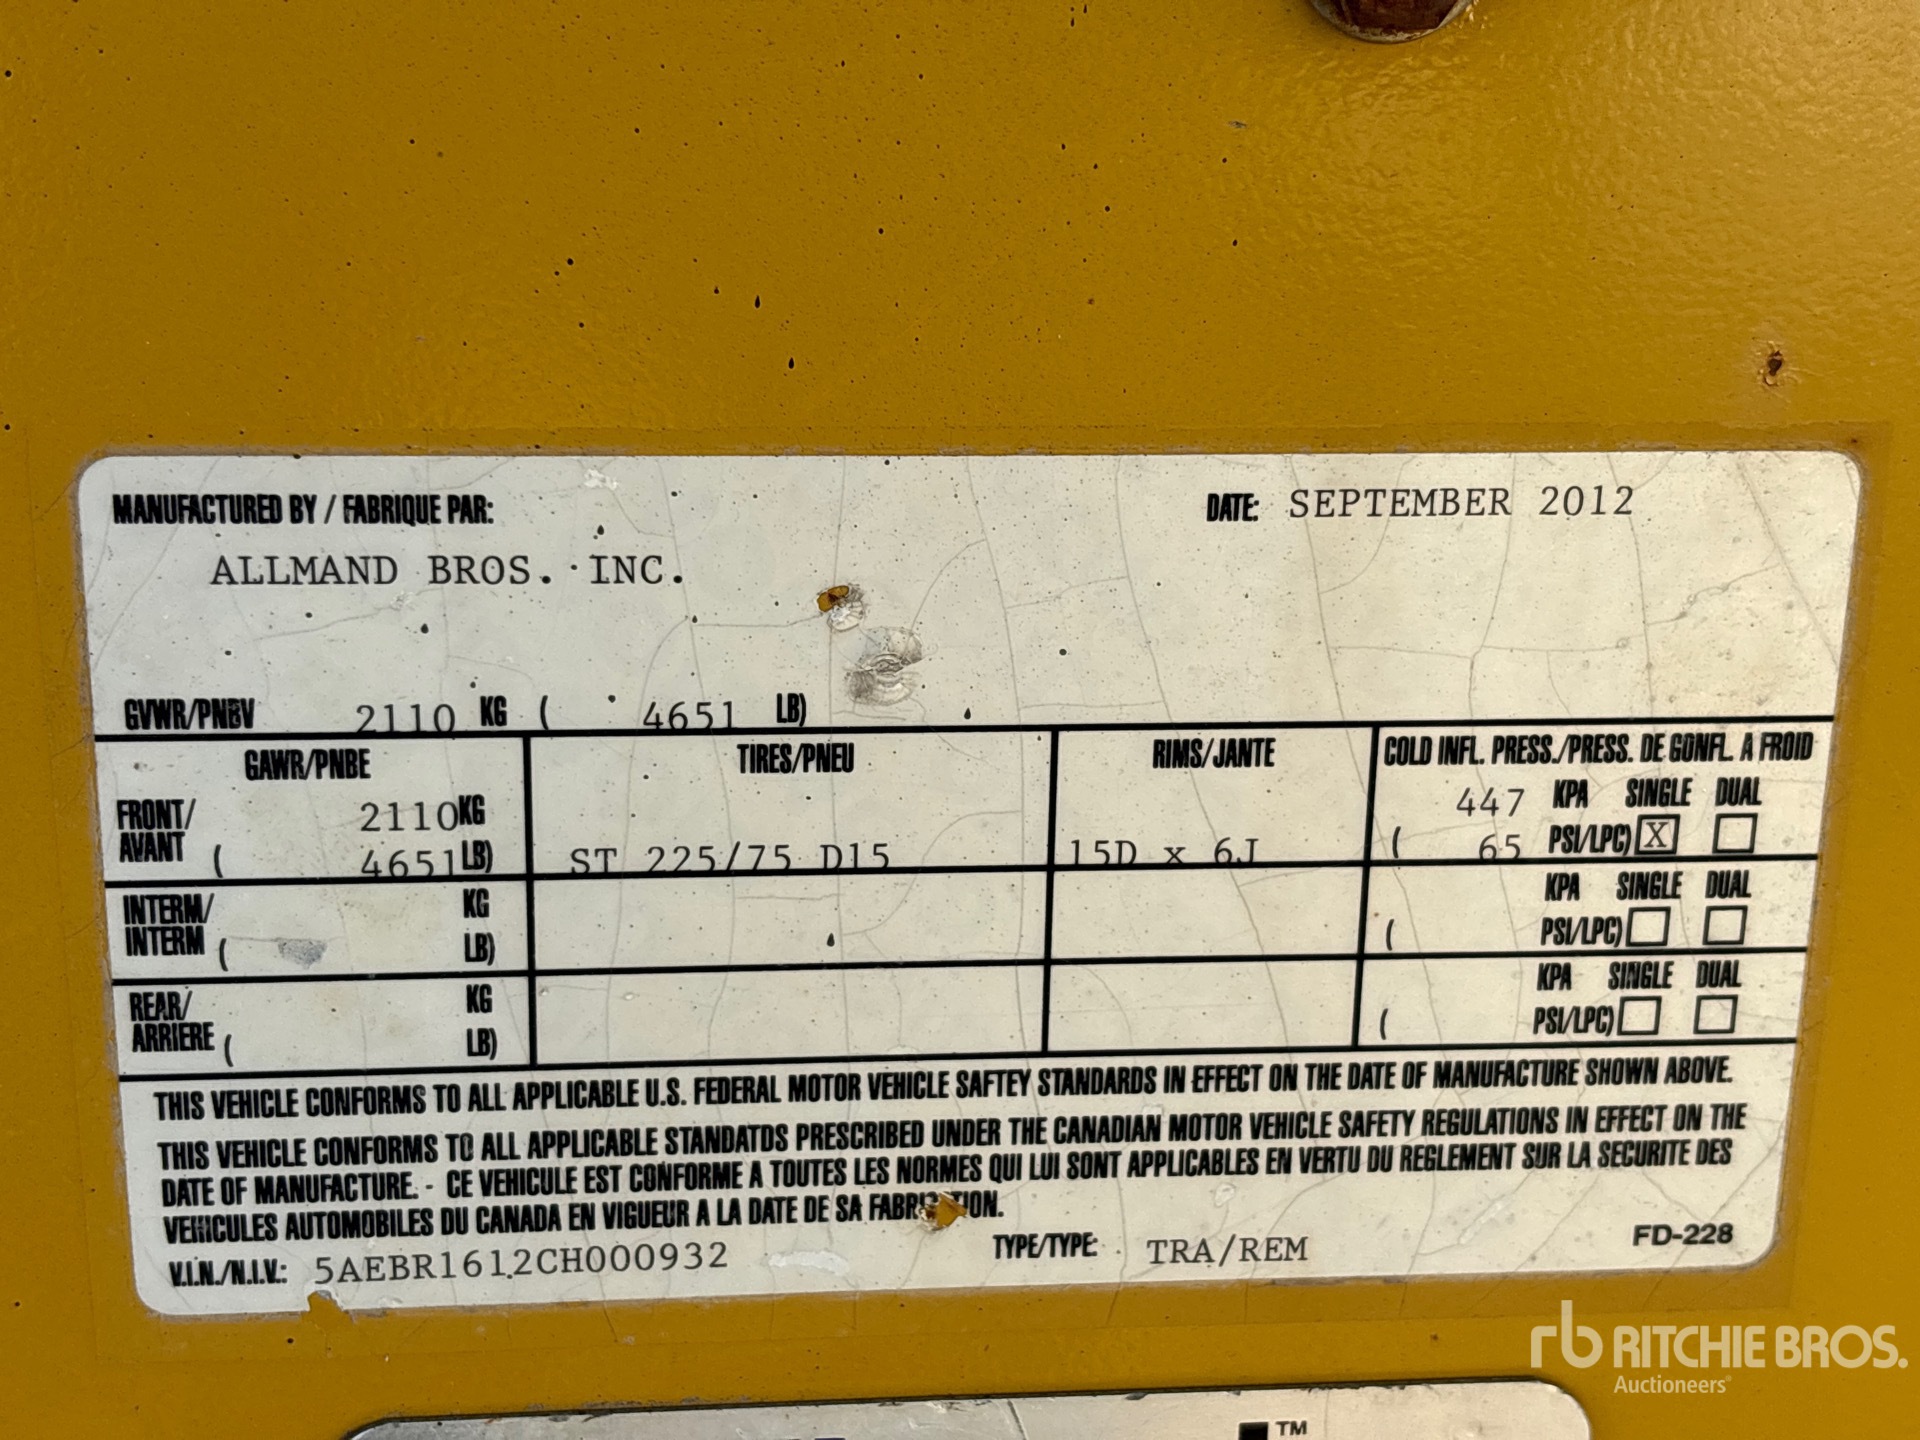 MANUFACTURED BY / FABRIQUE PAR: DATE: SEPTEMBER 2012
ALLMAND BROS. INC.
GVWR/PNBV 2110 KG ( 4651 LB)
GAWR/PNBE TIRES/PNEU RIMS/JANTE COLD INFL. PRESS./PRESS. DE GONFL. A FROID
FRONT/ 2110 KG 447 KPA SINGLE DUAL
AVANT ( 4651 LB) ST 225/75 D15 15D x 6J ( 65 PSI/LPC) X
INTERM/ KG KPA SINGLE DUAL
INTERM ( LB) ( PSI/LPC)
REAR/ KG KPA SINGLE DUAL
ARRIERE ( LB) ( PSI/LPC)
THIS VEHICLE CONFORMS TO ALL APPLICABLE U.S. FEDERAL MOTOR VEHICLE SAFTEY STANDARDS IN EFFECT ON THE DATE OF MANUFACTURE SHOWN ABOVE.
THIS VEHICLE CONFORMS TO ALL APPLICABLE STANDATDS PRESCRIBED UNDER THE CANADIAN MOTOR VEHICLE SAFETY REGULATIONS IN EFFECT ON THE
DATE OF MANUFACTURE. - CE VEHICULE EST CONFORME A TOUTES LES NORMES QUI LUI SONT APPLICABLES EN VERTU DU REGLEMENT SUR LA SECURITE DES
VEHICULES AUTOMOBILES DU CANADA EN VIGUEUR A LA DATE DE SA FABRICATION.
V.I.N./N.I.V.: 5AEBR1612CH000932 TYPE/TYPE: TRA/REM FD-228
rb RITCHIE BROS.
Auctioneers
TM